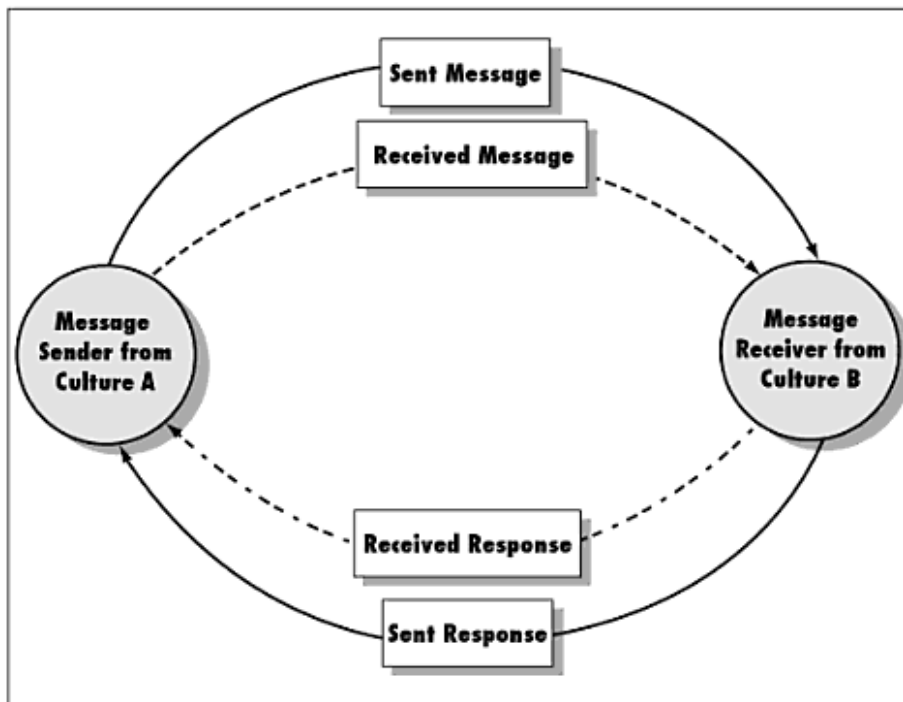 Sent Message
Received Message
Message
Sender from
Culture A
Message
Receiver from
Culture B
Received Response
Sent Response